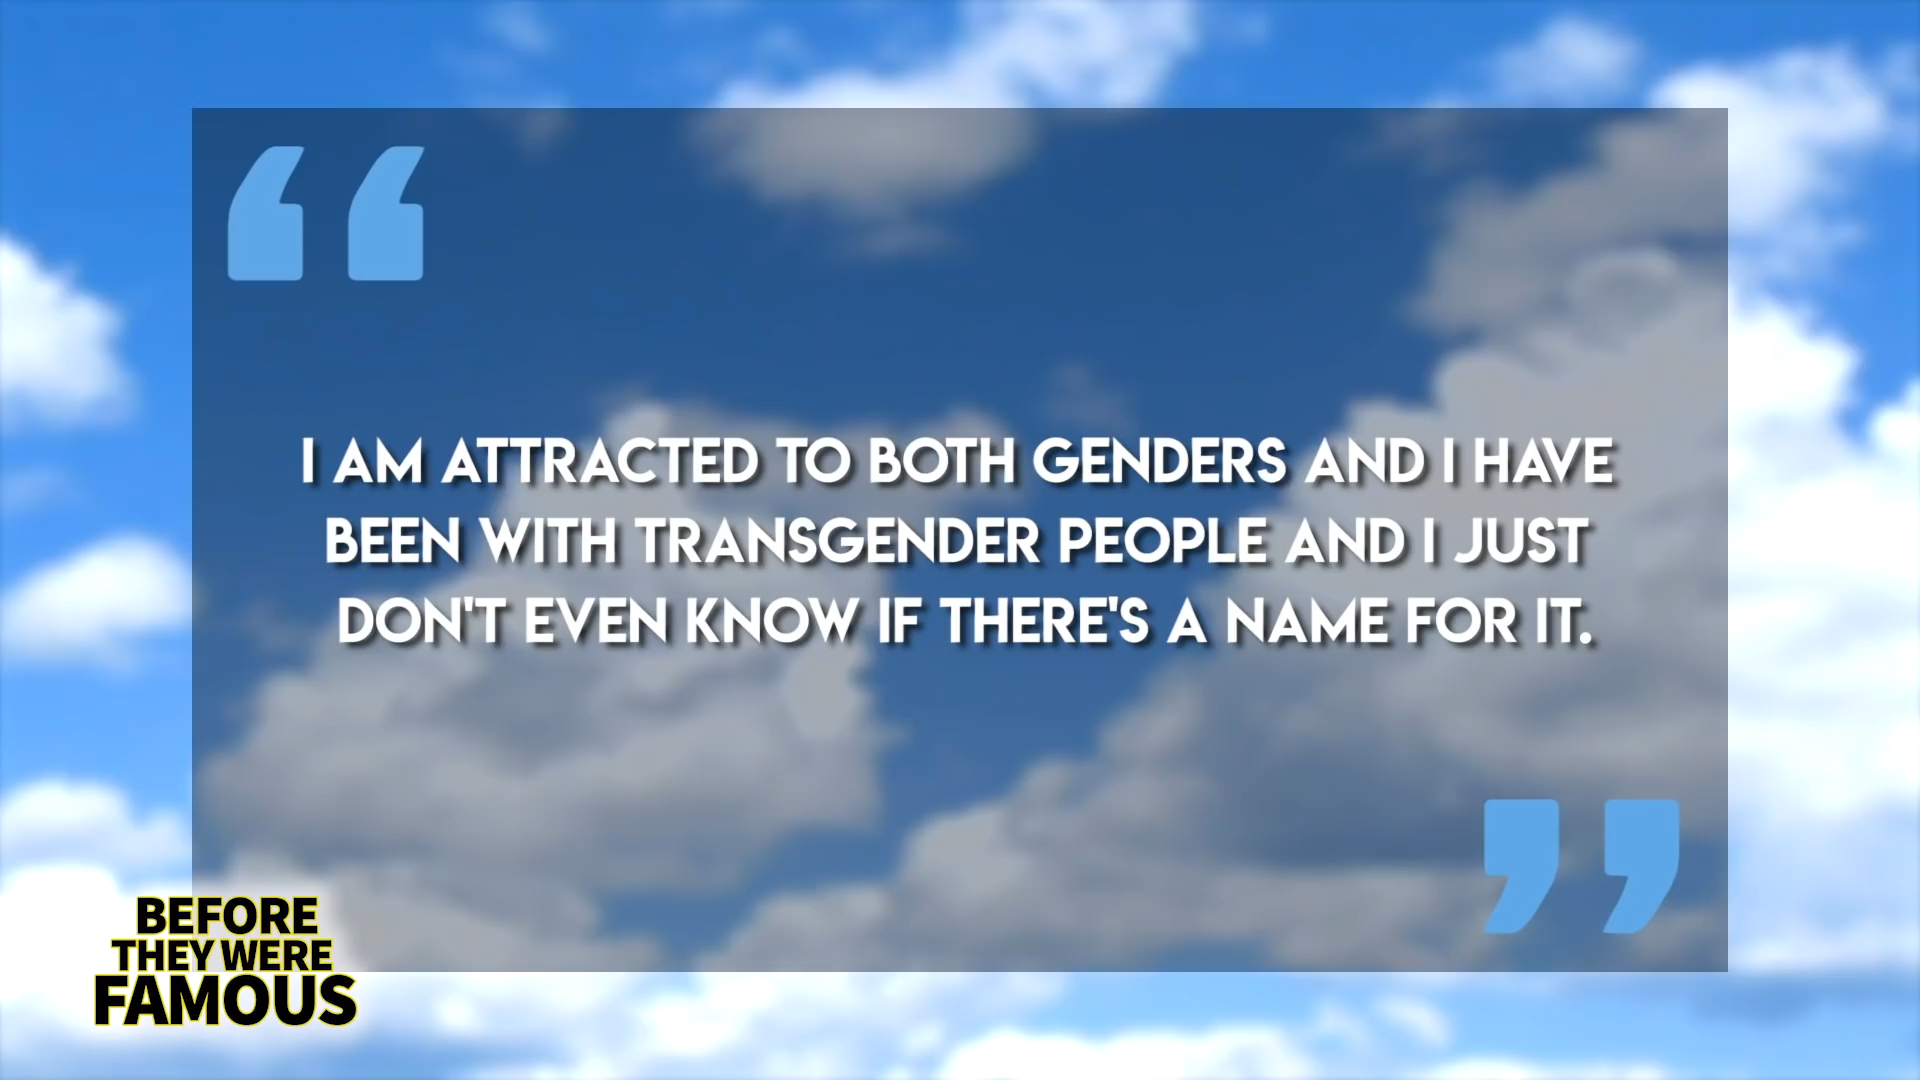 “
I AM ATTRACTED TO BOTH GENDERS AND I HAVE
BEEN WITH TRANSGENDER PEOPLE AND I JUST
DON'T EVEN KNOW IF THERE'S A NAME FOR IT.
”
BEFORE
THEY WERE
FAMOUS